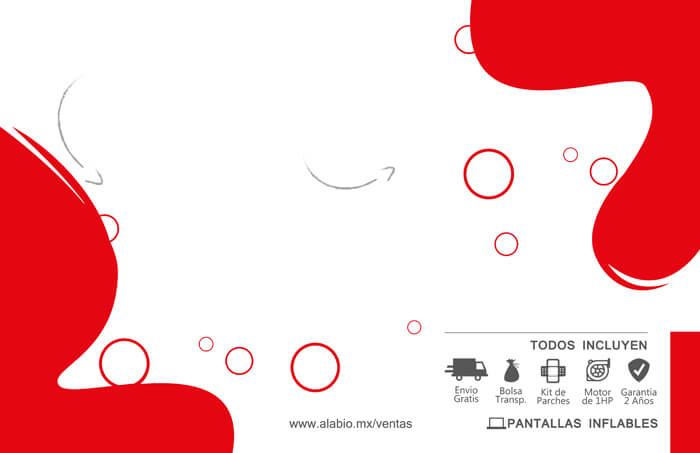 TODOS INCLUYEN
Envio Gratis
Bolsa Transp.
Kit de Parches
Motor de 1HP
Garantia 2 Años
www.alabio.mx/ventas
PANTALLAS INFLABLES